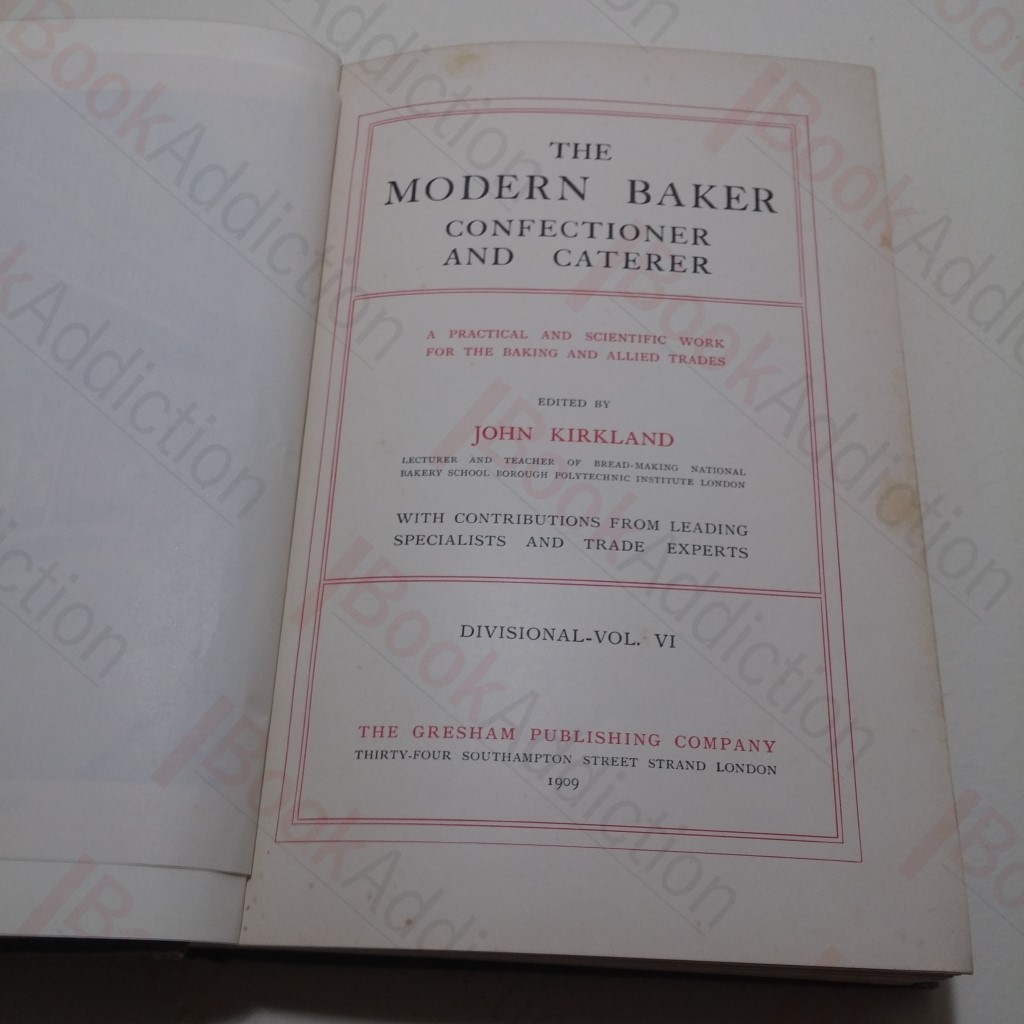 THE
MODERN BAKER
CONFECTIONER
AND CATERER
A PRACTICAL AND SCIENTIFIC WORK
FOR THE BAKING AND ALLIED TRADES
EDITED BY
JOHN KIRKLAND
LECTURER AND TEACHER OF BREAD-MAKING NATIONAL
BAKERY SCHOOL BOROUGH POLYTECHNIC INSTITUTE LONDON
WITH CONTRIBUTIONS FROM LEADING
SPECIALISTS AND TRADE EXPERTS
DIVISIONAL-VOL. VI
THE GRESHAM PUBLISHING COMPANY
THIRTY-FOUR SOUTHAMPTON STREET STRAND LONDON
1909
BookAddiction